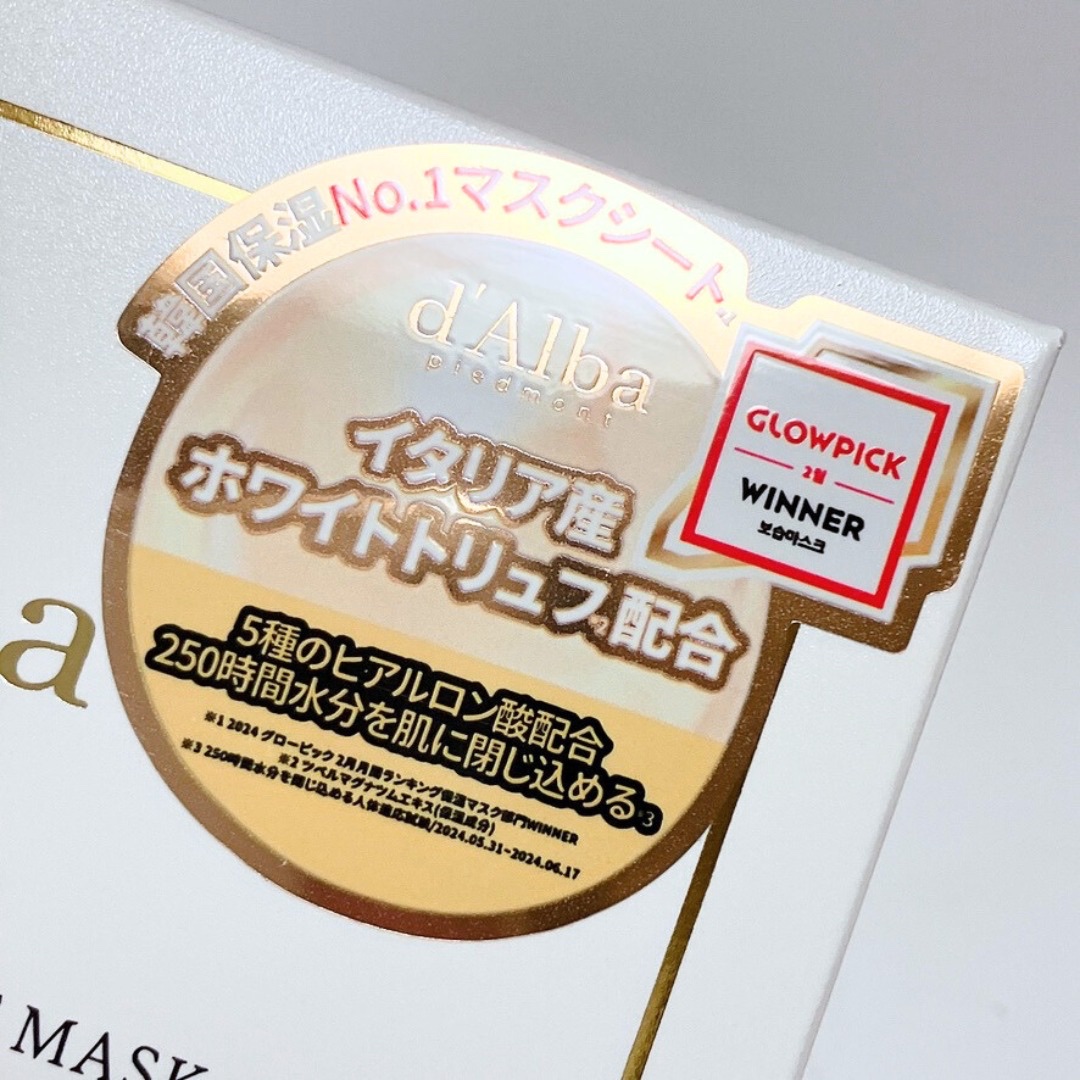 韓国保湿No.1マスクシート※1
d'Alba
piedmont
イタリア産
ホワイトトリュフ※2配合
GLOWPICK
2월
WINNER
보습마스크
5種のヒアルロン酸配合
250時間水分を肌に閉じ込める※3
※1 2024 グローピック 2月月間ランキング保湿マスク部門WINNER
※2 ツベルマグナツムエキス(保湿成分)
※3 250時間水分を閉じ込める人体適応試験/2024.05.31~2024.06.17
a
MASK